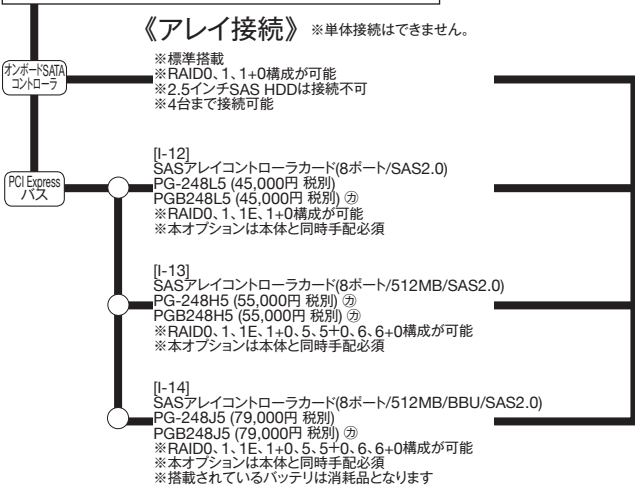 《アレイ接続》 ※単体接続はできません。
オンボードSATA
コントローラ
※標準搭載
※RAID0、1、1+0構成が可能
※2.5インチSAS HDDは接続不可
※4台まで接続可能
PCI Express
バス
[I-12]
SASアレイコントローラカード(8ポート/SAS2.0)
PG-248L5 (45,000円 税別)
PGB248L5 (45,000円 税別) ㋕
※RAID0、1、1E、1+0構成が可能
※本オプションは本体と同時手配必須
[I-13]
SASアレイコントローラカード(8ポート/512MB/SAS2.0)
PG-248H5 (55,000円 税別) ㋕
PGB248H5 (55,000円 税別) ㋕
※RAID0、1、1E、1+0、5、5+0、6、6+0構成が可能
※本オプションは本体と同時手配必須
[I-14]
SASアレイコントローラカード(8ポート/512MB/BBU/SAS2.0)
PG-248J5 (79,000円 税別)
PGB248J5 (79,000円 税別) ㋕
※RAID0、1、1E、1+0、5、5+0、6、6+0構成が可能
※本オプションは本体と同時手配必須
※搭載されているバッテリは消耗品となります